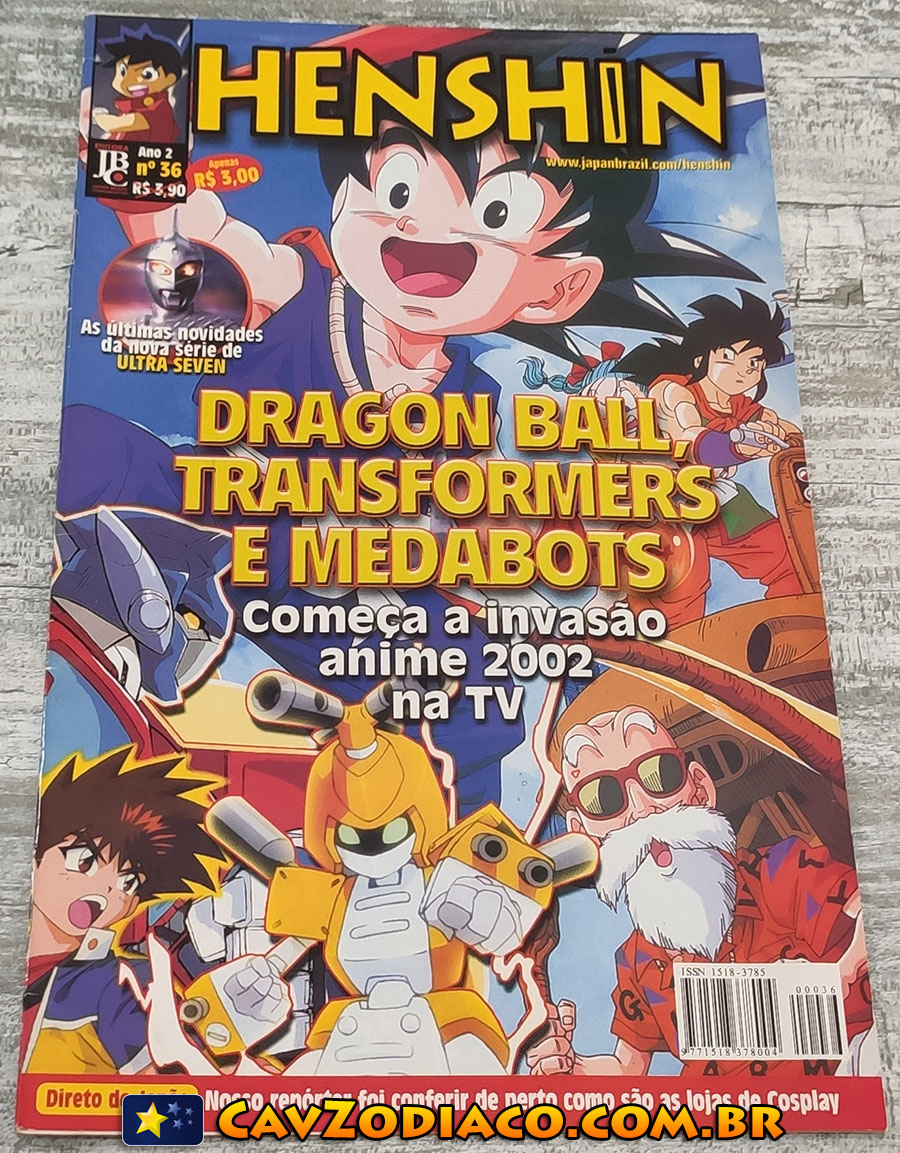 HENSHIN
www.japanbrazil.com/henshin
EDITORA
JBC
Ano 2
nº 36
R$ 3,90
Apenas
R$ 3,00
As últimas novidades
da nova série de
ULTRA SEVEN
DRAGON BALL,
TRANSFORMERS
E MEDABOTS
Começa a invasão
anime 2002
na TV
ISSN 1518-3785
00036
9771518378004
Direto do Nosso repórter foi conferir de perto como são as lojas de Cosplay
CavZodiaco.com.br